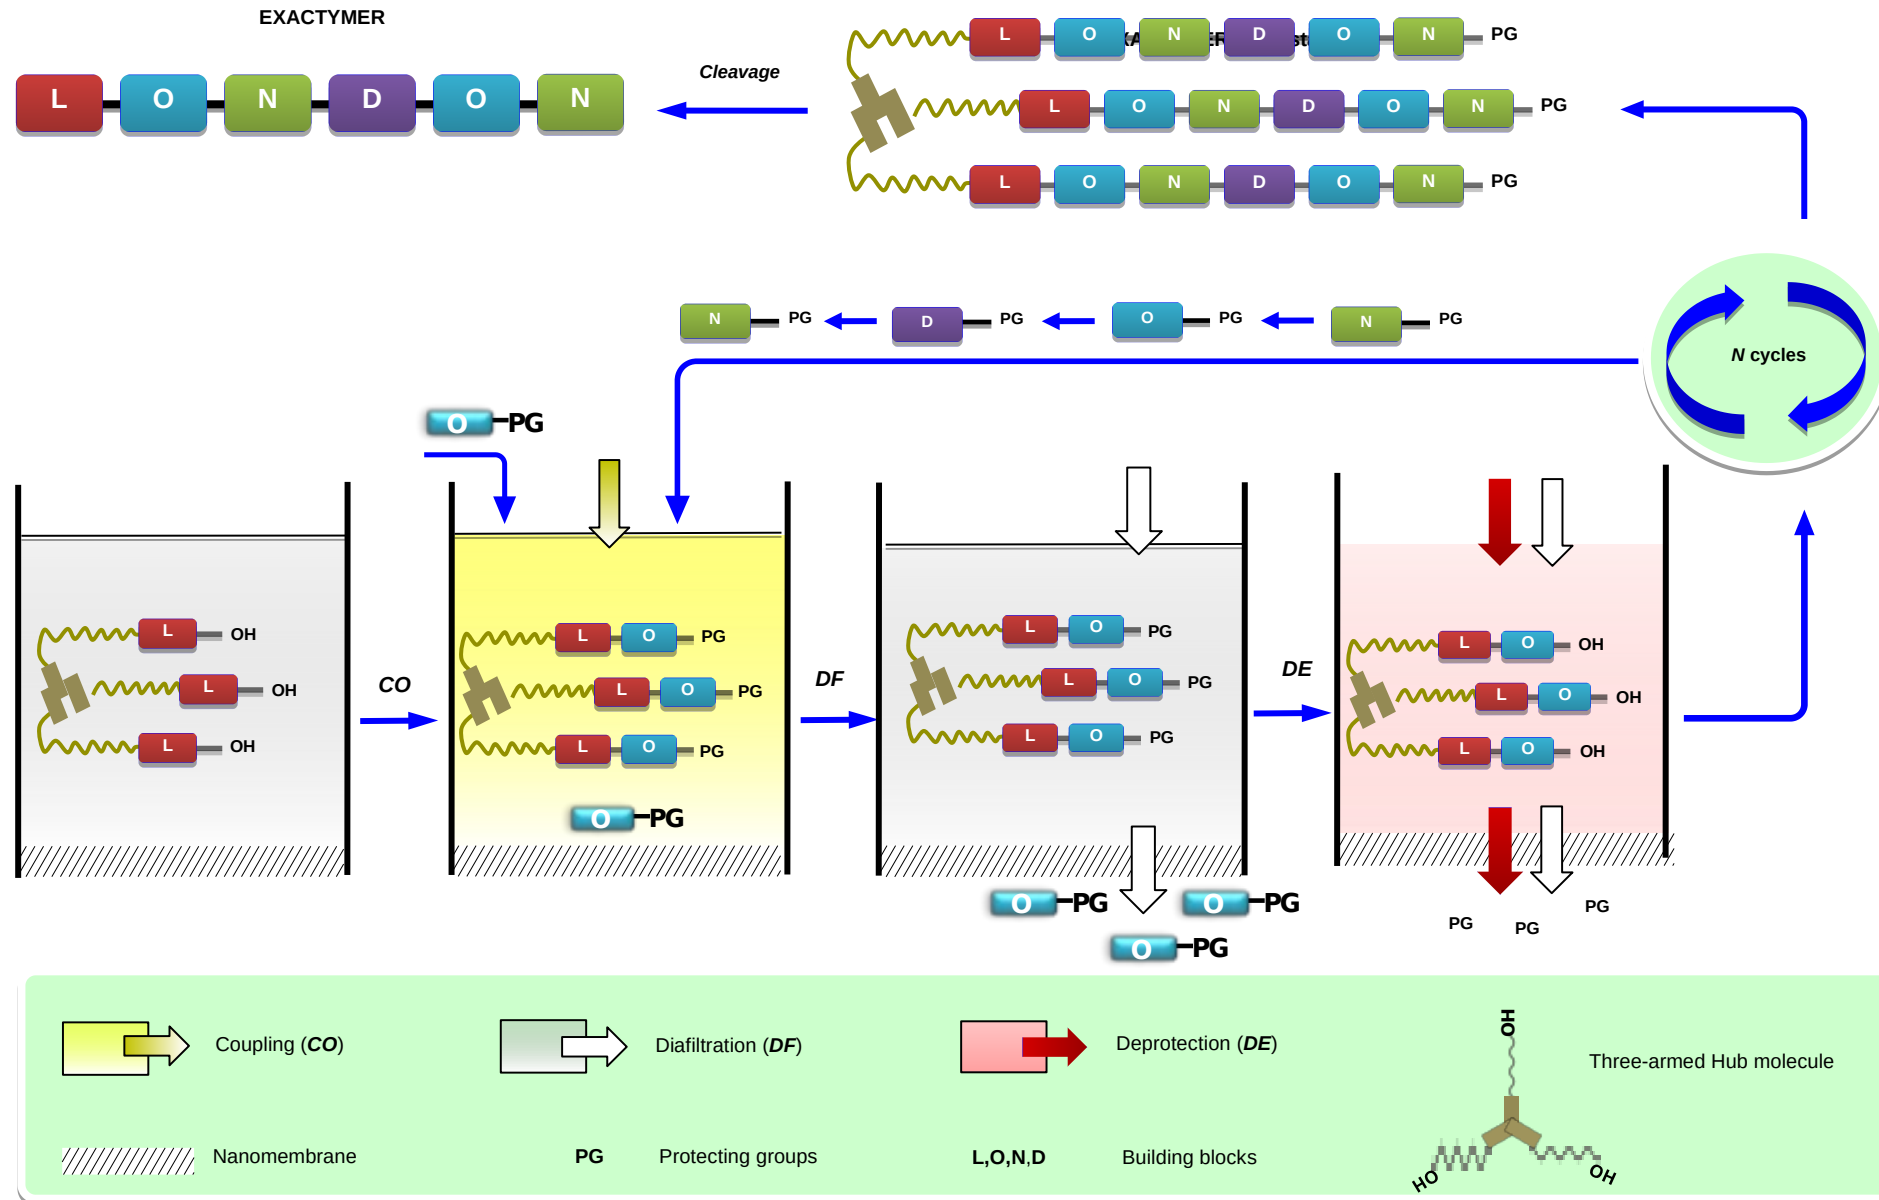 EXACTYMER
L O N D O N
Cleavage
L O N D O N PG
L O N D O N PG
L O N D O N PG
N PG D PG O PG N PG
N cycles
O-PG
L OH
L OH
L OH
CO
L O PG
L O PG
L O PG
O-PG
DF
L O PG
L O PG
L O PG
O-PG O-PG
O-PG
DE
L O OH
L O OH
L O OH
PG PG PG
Coupling (CO)
Diafiltration (DF)
Deprotection (DE)
Three-armed Hub molecule
OH
HO
OH
Nanomembrane
PG Protecting groups
L,O,N,D Building blocks